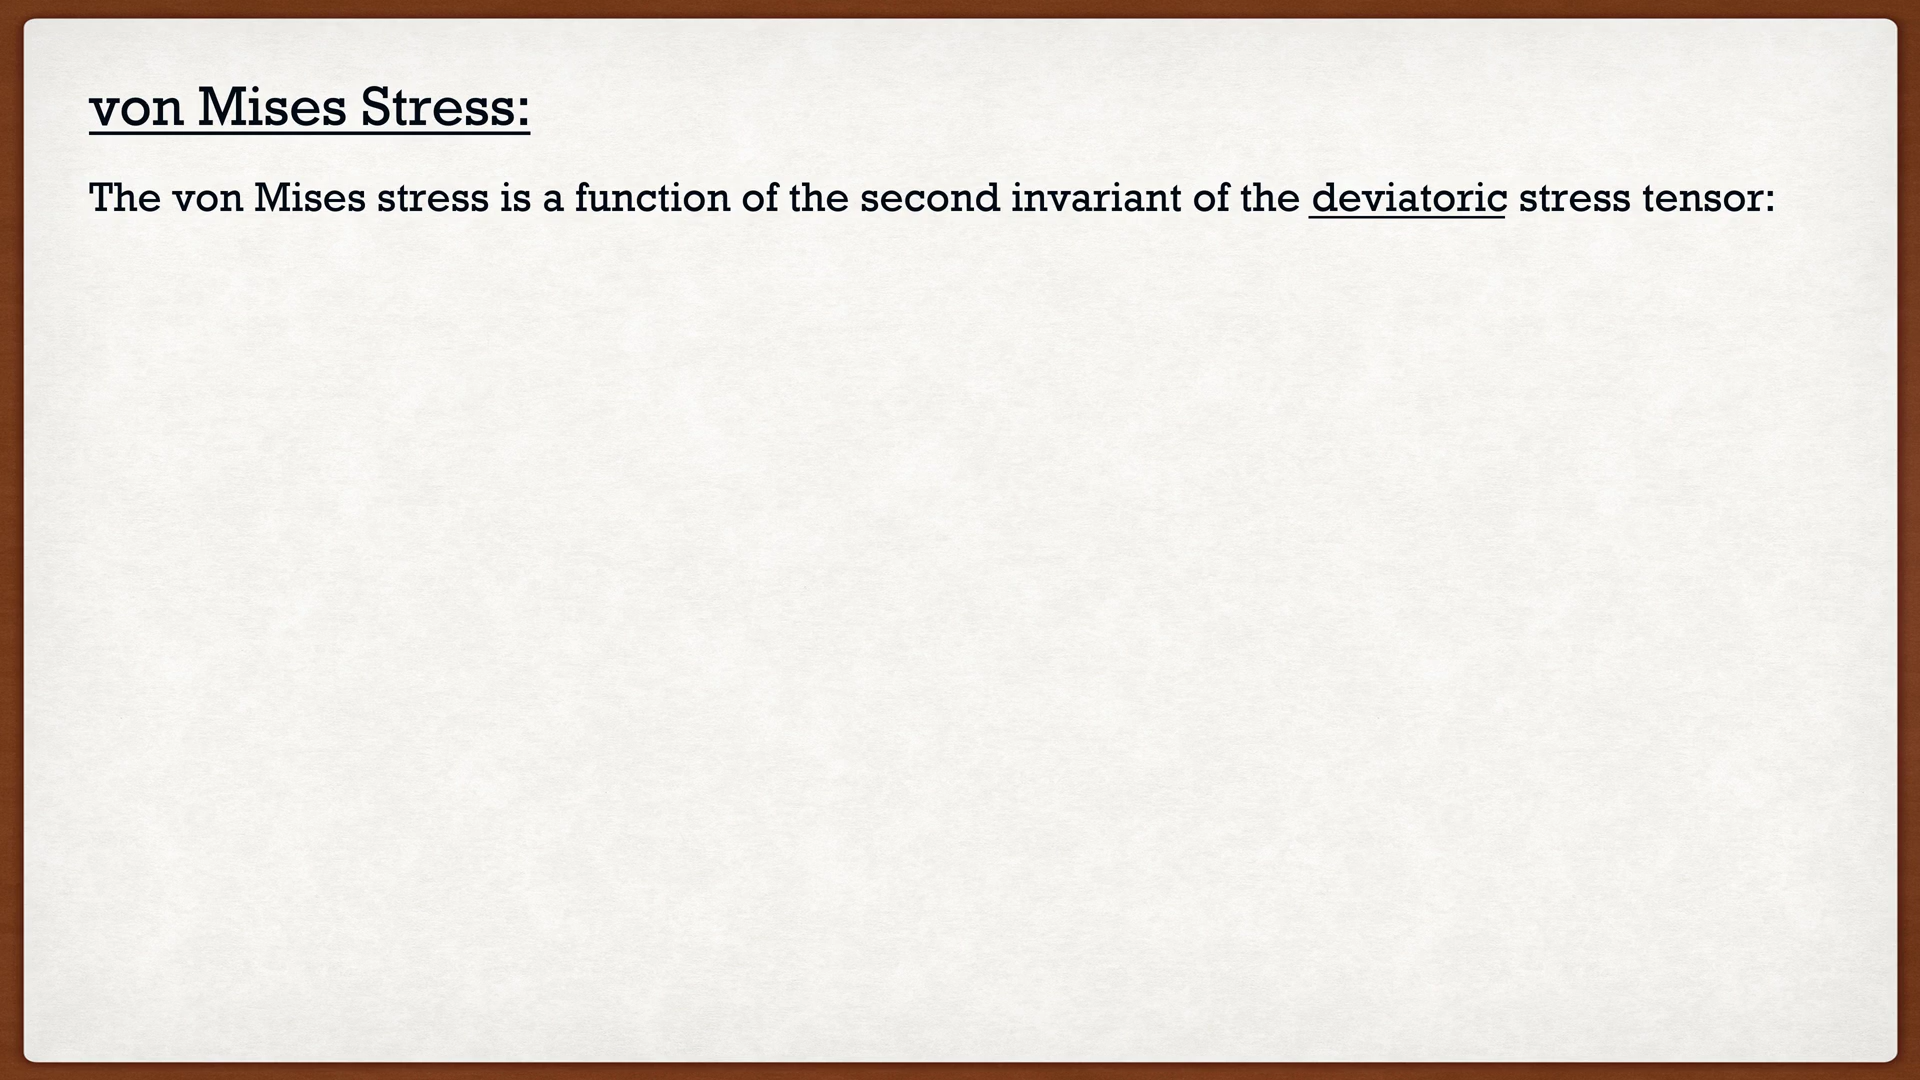 von Mises Stress:
The von Mises stress is a function of the second invariant of the deviatoric stress tensor: